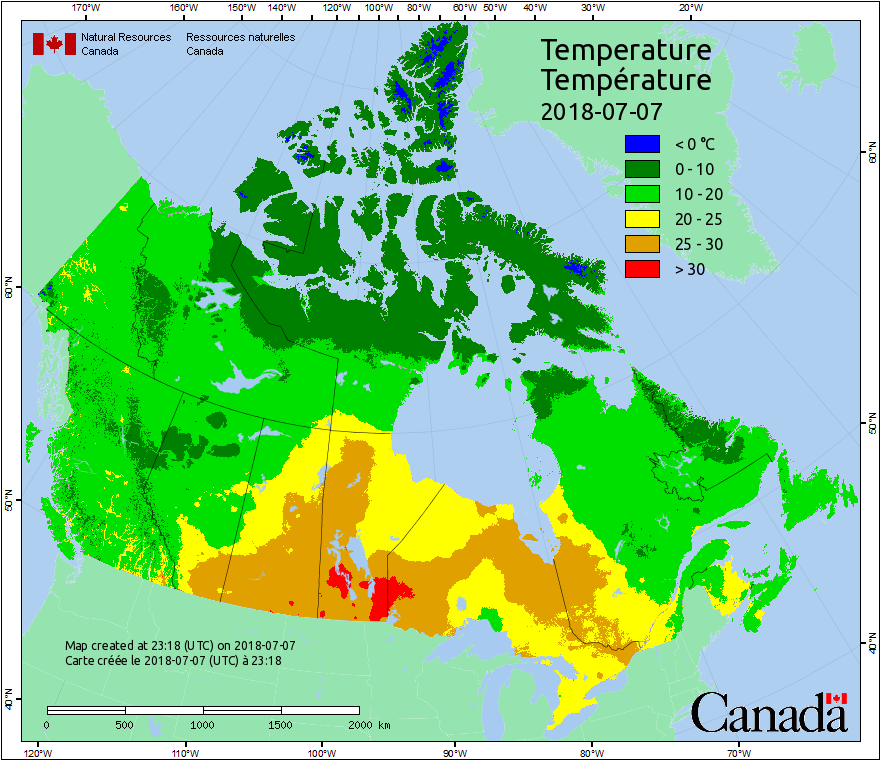 170°W 160°W 150°W 140°W 120°W 100°W 80°W 60°W 50°W 40°W 30°W 20°W
Natural Resources Canada
Ressources naturelles Canada
Temperature
Température
2018-07-07
< 0 °C
0 - 10
10 - 20
20 - 25
25 - 30
> 30
60°N
60°N
50°N
50°N
40°N
40°N
Map created at 23:18 (UTC) on 2018-07-07
Carte créée le 2018-07-07 (UTC) à 23:18
0 500 1000 1500 2000 km
Canada
120°W 110°W 100°W 90°W 80°W 70°W